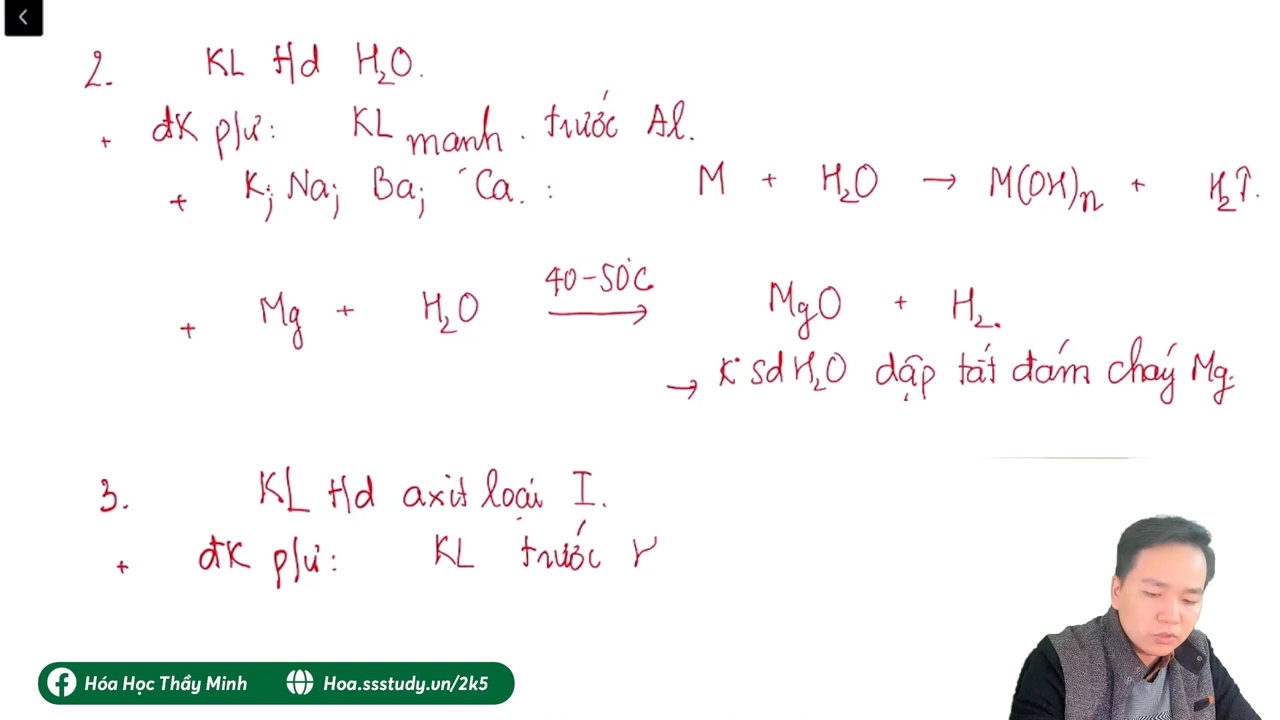 2. KL t/d H₂O.
+ đK p/ư: KL mạnh. trước Al.
+ K; Na; Ba; Ca. : M + H₂O → M(OH)ₙ + H₂↑.
+ Mg + H₂O 40-50°C → MgO + H₂.
→ K° sd H₂O dập tắt đám cháy Mg.
3. KL t/d axit loại I.
+ đK p/ư: KL trước
Hóa Học Thầy Minh Hoa.ssstudy.vn/2k5